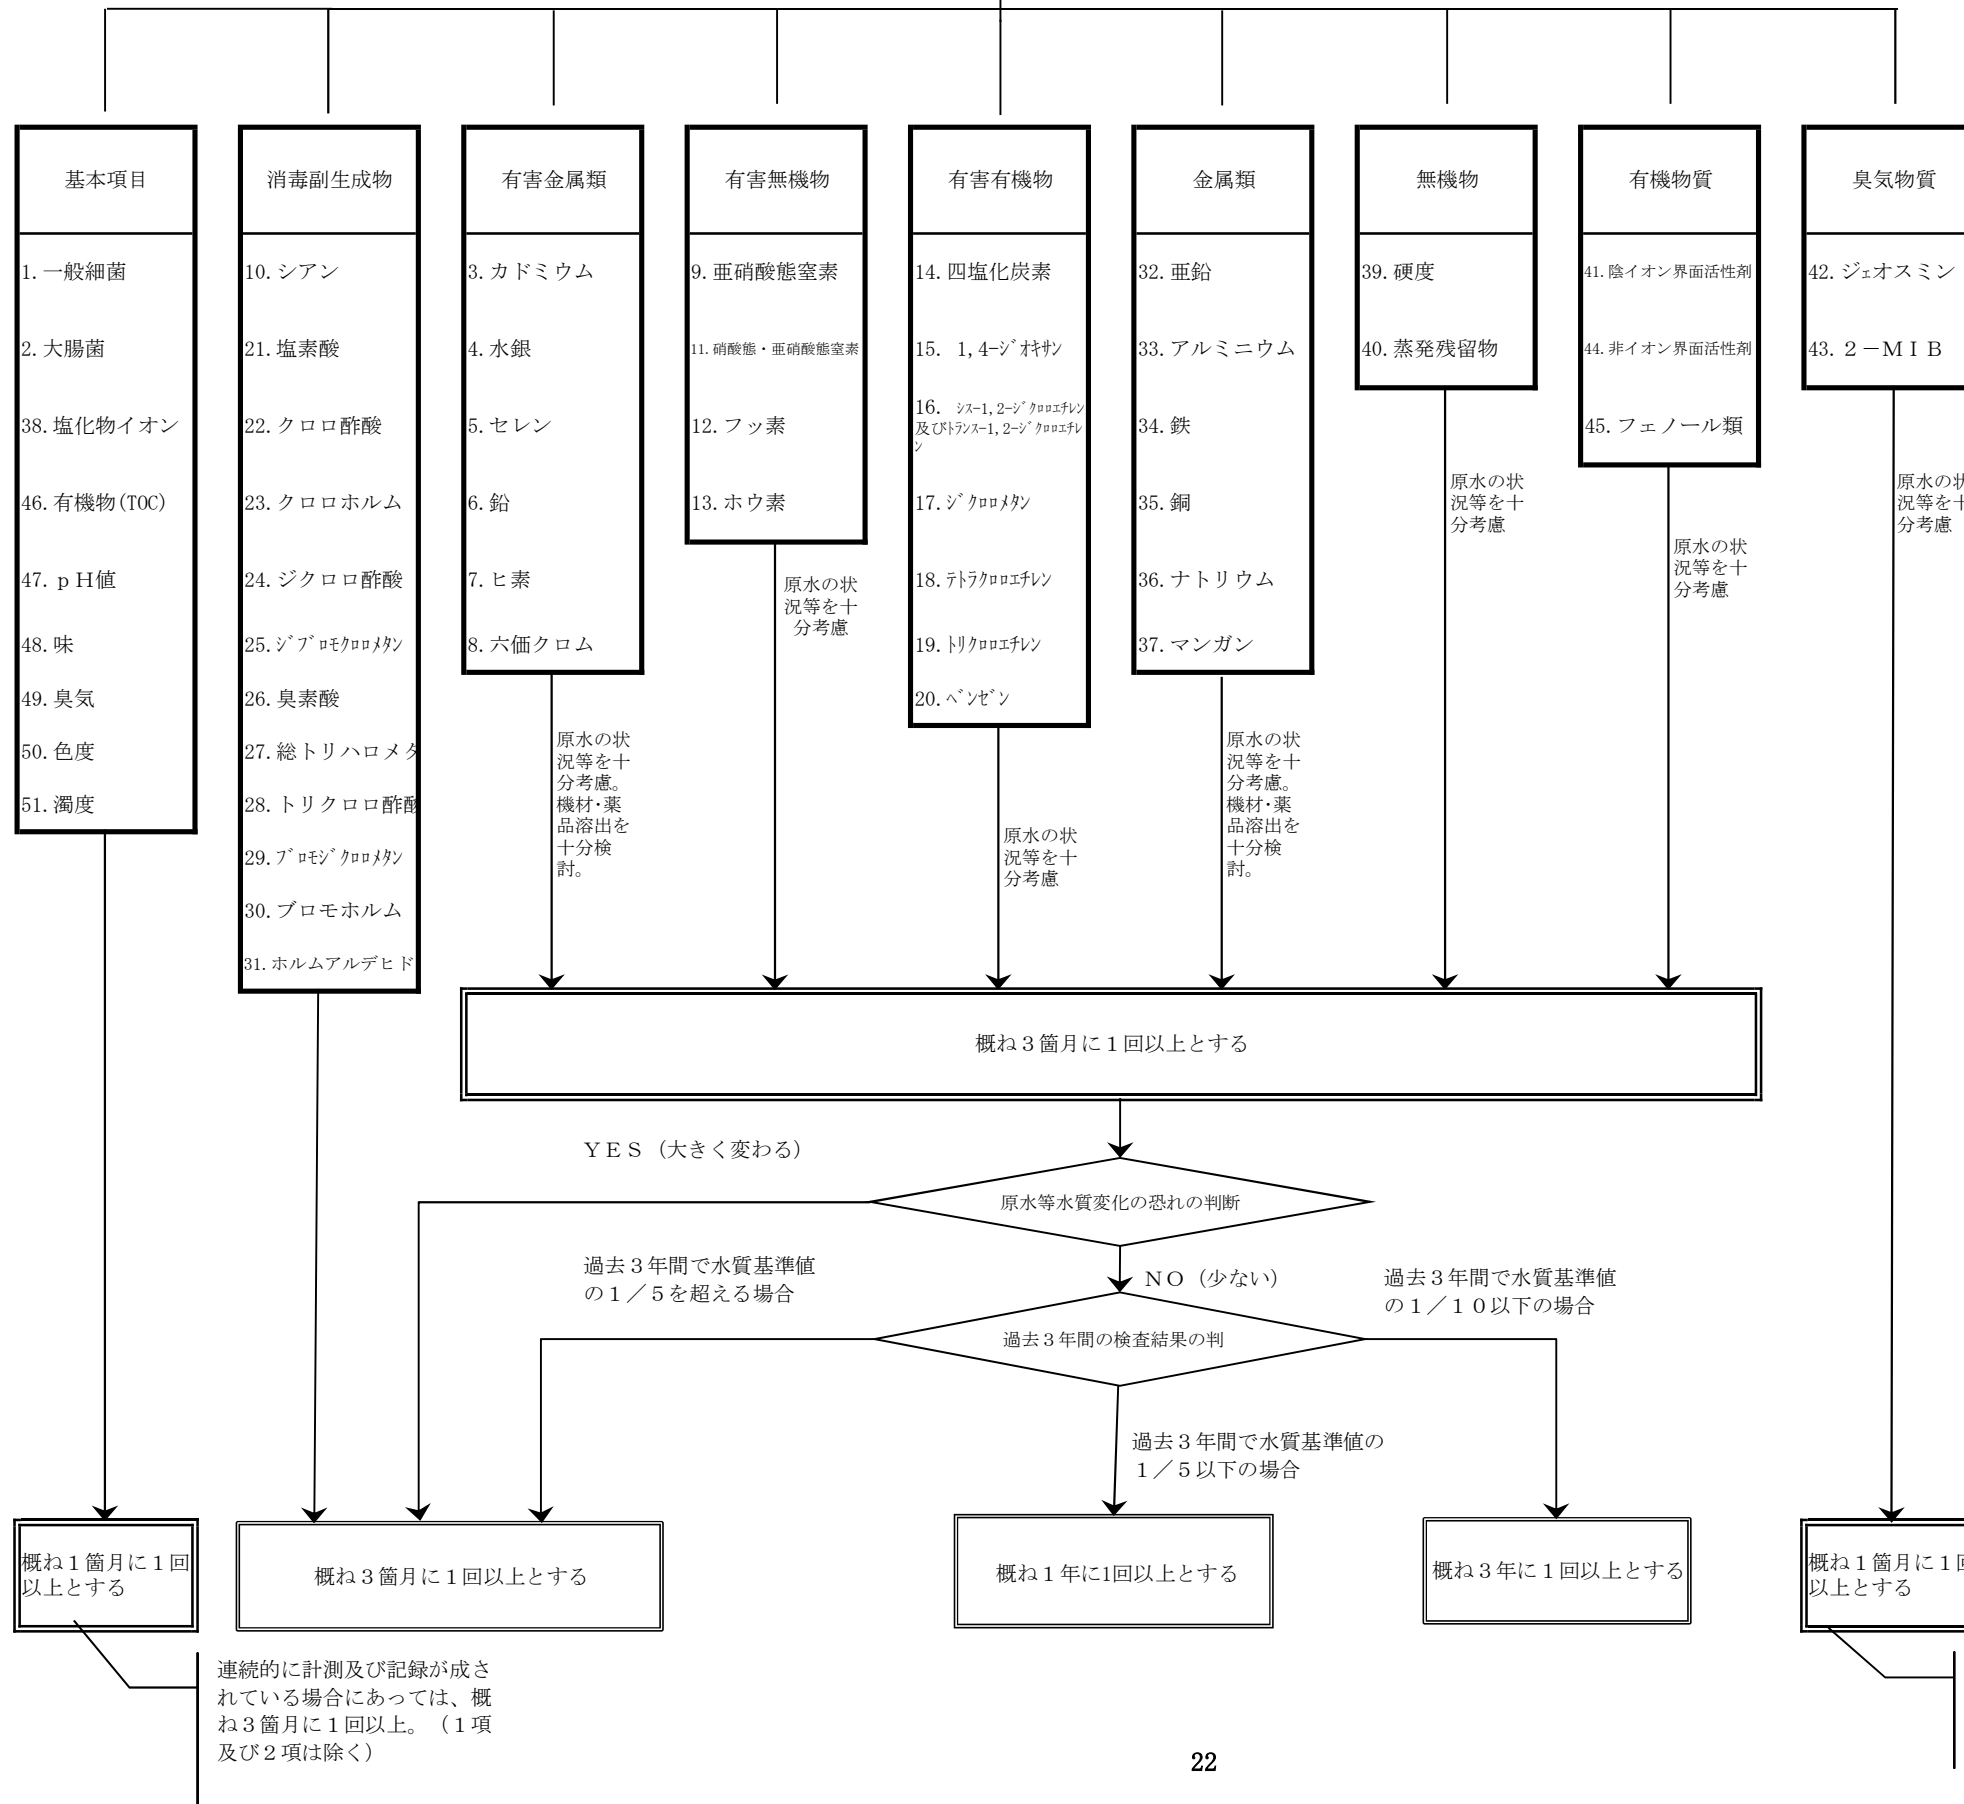 基本項目
1.一般細菌
2.大腸菌
38.塩化物イオン
46.有機物(TOC)
47.ｐＨ値
48.味
49.臭気
50.色度
51.濁度
消毒副生成物
10.シアン
21.塩素酸
22.クロロ酢酸
23.クロロホルム
24.ジクロロ酢酸
25.ｼﾞﾌﾞﾛﾓｸﾛﾛﾒﾀﾝ
26.臭素酸
27.総トリハロメタ
28.トリクロロ酢酸
29.ﾌﾞﾛﾓｼﾞｸﾛﾛﾒﾀﾝ
30.ブロモホルム
31.ホルムアルデヒド
有害金属類
3.カドミウム
4.水銀
5.セレン
6.鉛
7.ヒ素
8.六価クロム
原水の状
況等を十
分考慮。
機材･薬
品溶出を
十分検
討。
有害無機物
9.亜硝酸態窒素
11.硝酸態・亜硝酸態窒素
12.フッ素
13.ホウ素
原水の状
況等を十
分考慮
有害有機物
14.四塩化炭素
15. 1,4-ｼﾞｵｷｻﾝ
16. ｼｽ-1,2-ｼﾞｸﾛﾛｴﾁﾚﾝ
及びﾄﾗﾝｽ-1,2-ｼﾞｸﾛﾛｴﾁﾚ
ﾝ
17.ｼﾞｸﾛﾛﾒﾀﾝ
18.ﾃﾄﾗｸﾛﾛｴﾁﾚﾝ
19.ﾄﾘｸﾛﾛｴﾁﾚﾝ
20.ﾍﾞﾝｾﾞﾝ
原水の状
況等を十
分考慮
金属類
32.亜鉛
33.アルミニウム
34.鉄
35.銅
36.ナトリウム
37.マンガン
原水の状
況等を十
分考慮。
機材･薬
品溶出を
十分検
討。
無機物
39.硬度
40.蒸発残留物
原水の状
況等を十
分考慮
有機物質
41.陰イオン界面活性剤
44.非イオン界面活性剤
45.フェノール類
原水の状
況等を十
分考慮
臭気物質
42.ジｪオスミン
43.２－ＭＩＢ
原水の状
況等を十
分考慮
概ね３箇月に１回以上とする
ＹＥＳ（大きく変わる）
原水等水質変化の恐れの判断
ＮＯ（少ない）
過去３年間で水質基準値
の１／５を超える場合
過去３年間で水質基準値
の１／１０以下の場合
過去３年間の検査結果の判
過去３年間で水質基準値の
１／５以下の場合
概ね１箇月に１回
以上とする
概ね３箇月に１回以上とする
概ね１年に1回以上とする
概ね３年に１回以上とする
概ね１箇月に１回
以上とする
連続的に計測及び記録が成さ
れている場合にあっては、概
ね３箇月に１回以上。（１項
及び２項は除く）
22